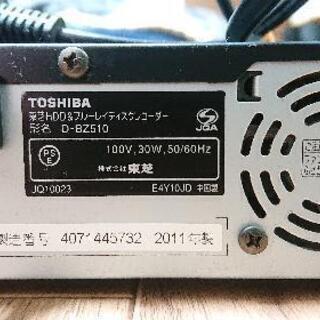 TOSHIBA
東芝HDD&ブルーレイディスクレコーダー
形名 D-BZ510
JQA
PS
E
100V,30W,50/60Hz
株式会社 東芝
JQ10023
E4Y10JD 中国製
製造番号 4071445732 2011年製